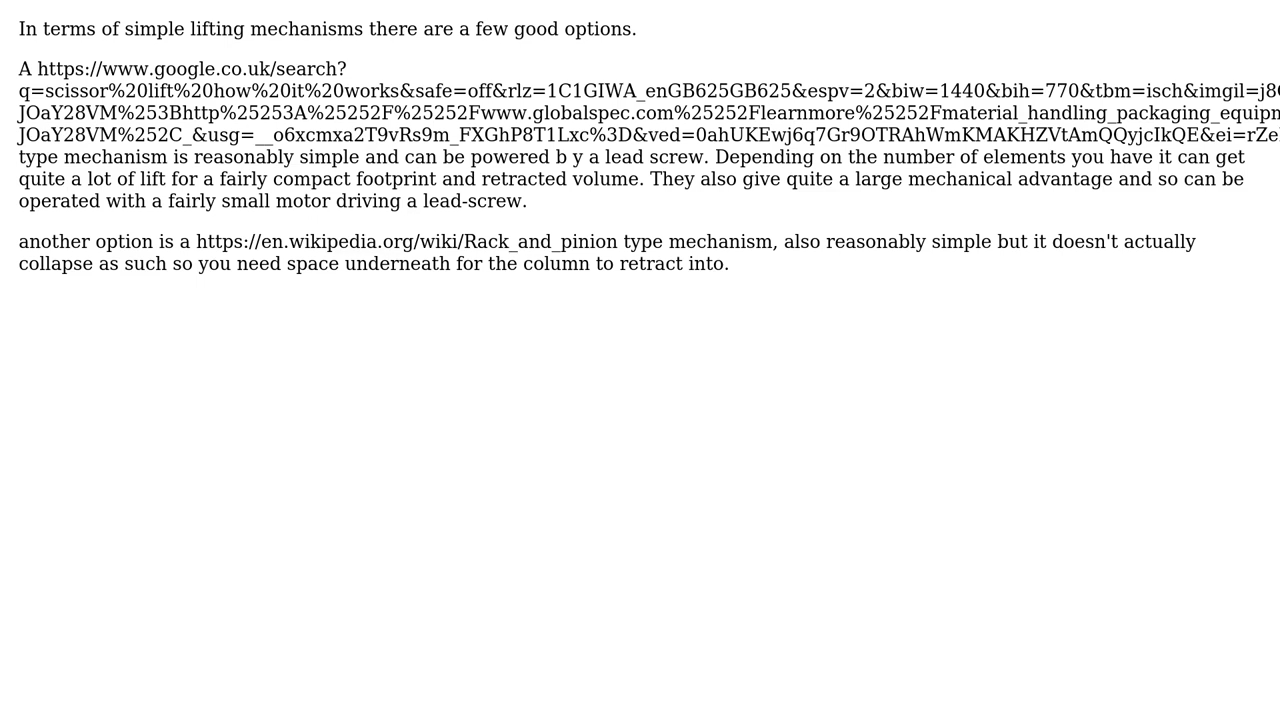 In terms of simple lifting mechanisms there are a few good options.
A https://www.google.co.uk/search?
q=scissor%20lift%20how%20it%20works&safe=off&rlz=1C1GIWA_enGB625GB625&espv=2&biw=1440&bih=770&tbm=isch&imgil=j8
JOaY28VM%253Bhttp%25253A%25252F%25252Fwww.globalspec.com%25252Flearnmore%25252Fmaterial_handling_packaging_equipn
JOaY28VM%252C_&usg=__o6xcmxa2T9vRs9m_FXGhP8T1Lxc%3D&ved=0ahUKEwj6q7Gr9OTRAhWmKMAKHZVtAmQQyjcIkQE&ei=rZe
type mechanism is reasonably simple and can be powered b y a lead screw. Depending on the number of elements you have it can get
quite a lot of lift for a fairly compact footprint and retracted volume. They also give quite a large mechanical advantage and so can be
operated with a fairly small motor driving a lead-screw.
another option is a https://en.wikipedia.org/wiki/Rack_and_pinion type mechanism, also reasonably simple but it doesn't actually
collapse as such so you need space underneath for the column to retract into.